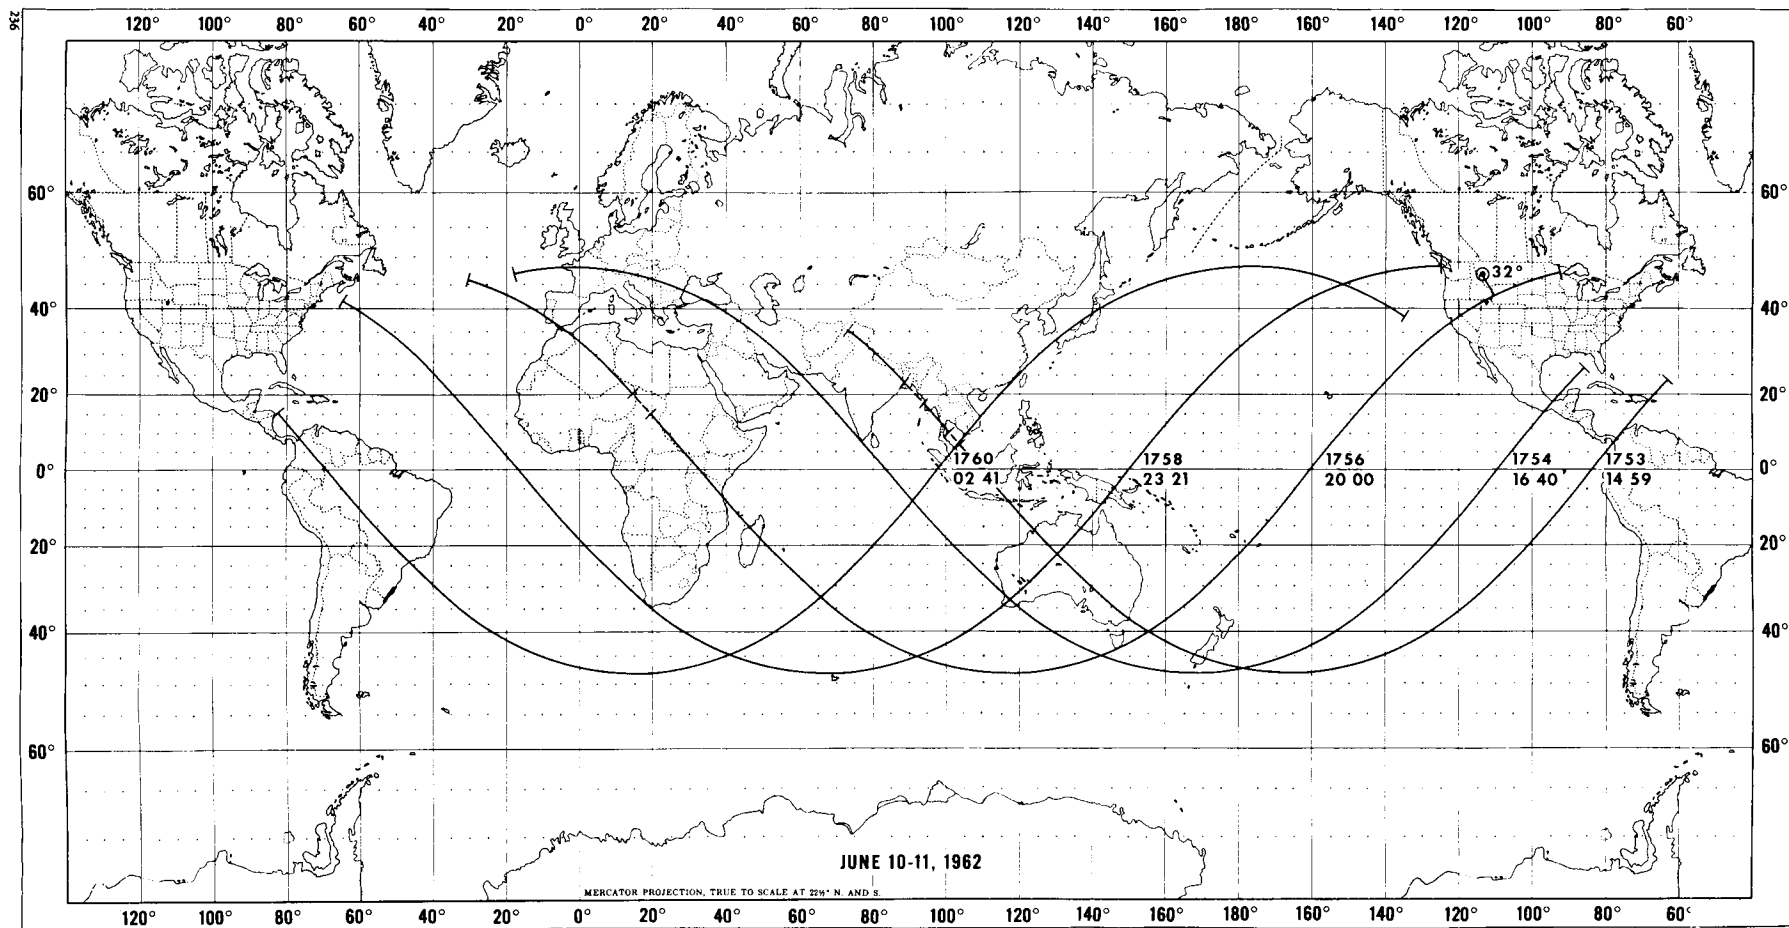 236
120° 100° 80° 60° 40° 20° 0° 20° 40° 60° 80° 100° 120° 140° 160° 180° 160° 140° 120° 100° 80° 60°
60° 60°
32°
40° 40°
20° 20°
1760 1758 1756 1754 1753
0° 0°
02 41 23 21 20 00 16 40 14 59
20° 20°
40° 40°
60° 60°
JUNE 10-11, 1962
MERCATOR PROJECTION, TRUE TO SCALE AT 22½° N. AND S.
120° 100° 80° 60° 40° 20° 0° 20° 40° 60° 80° 100° 120° 140° 160° 180° 160° 140° 120° 100° 80° 60°